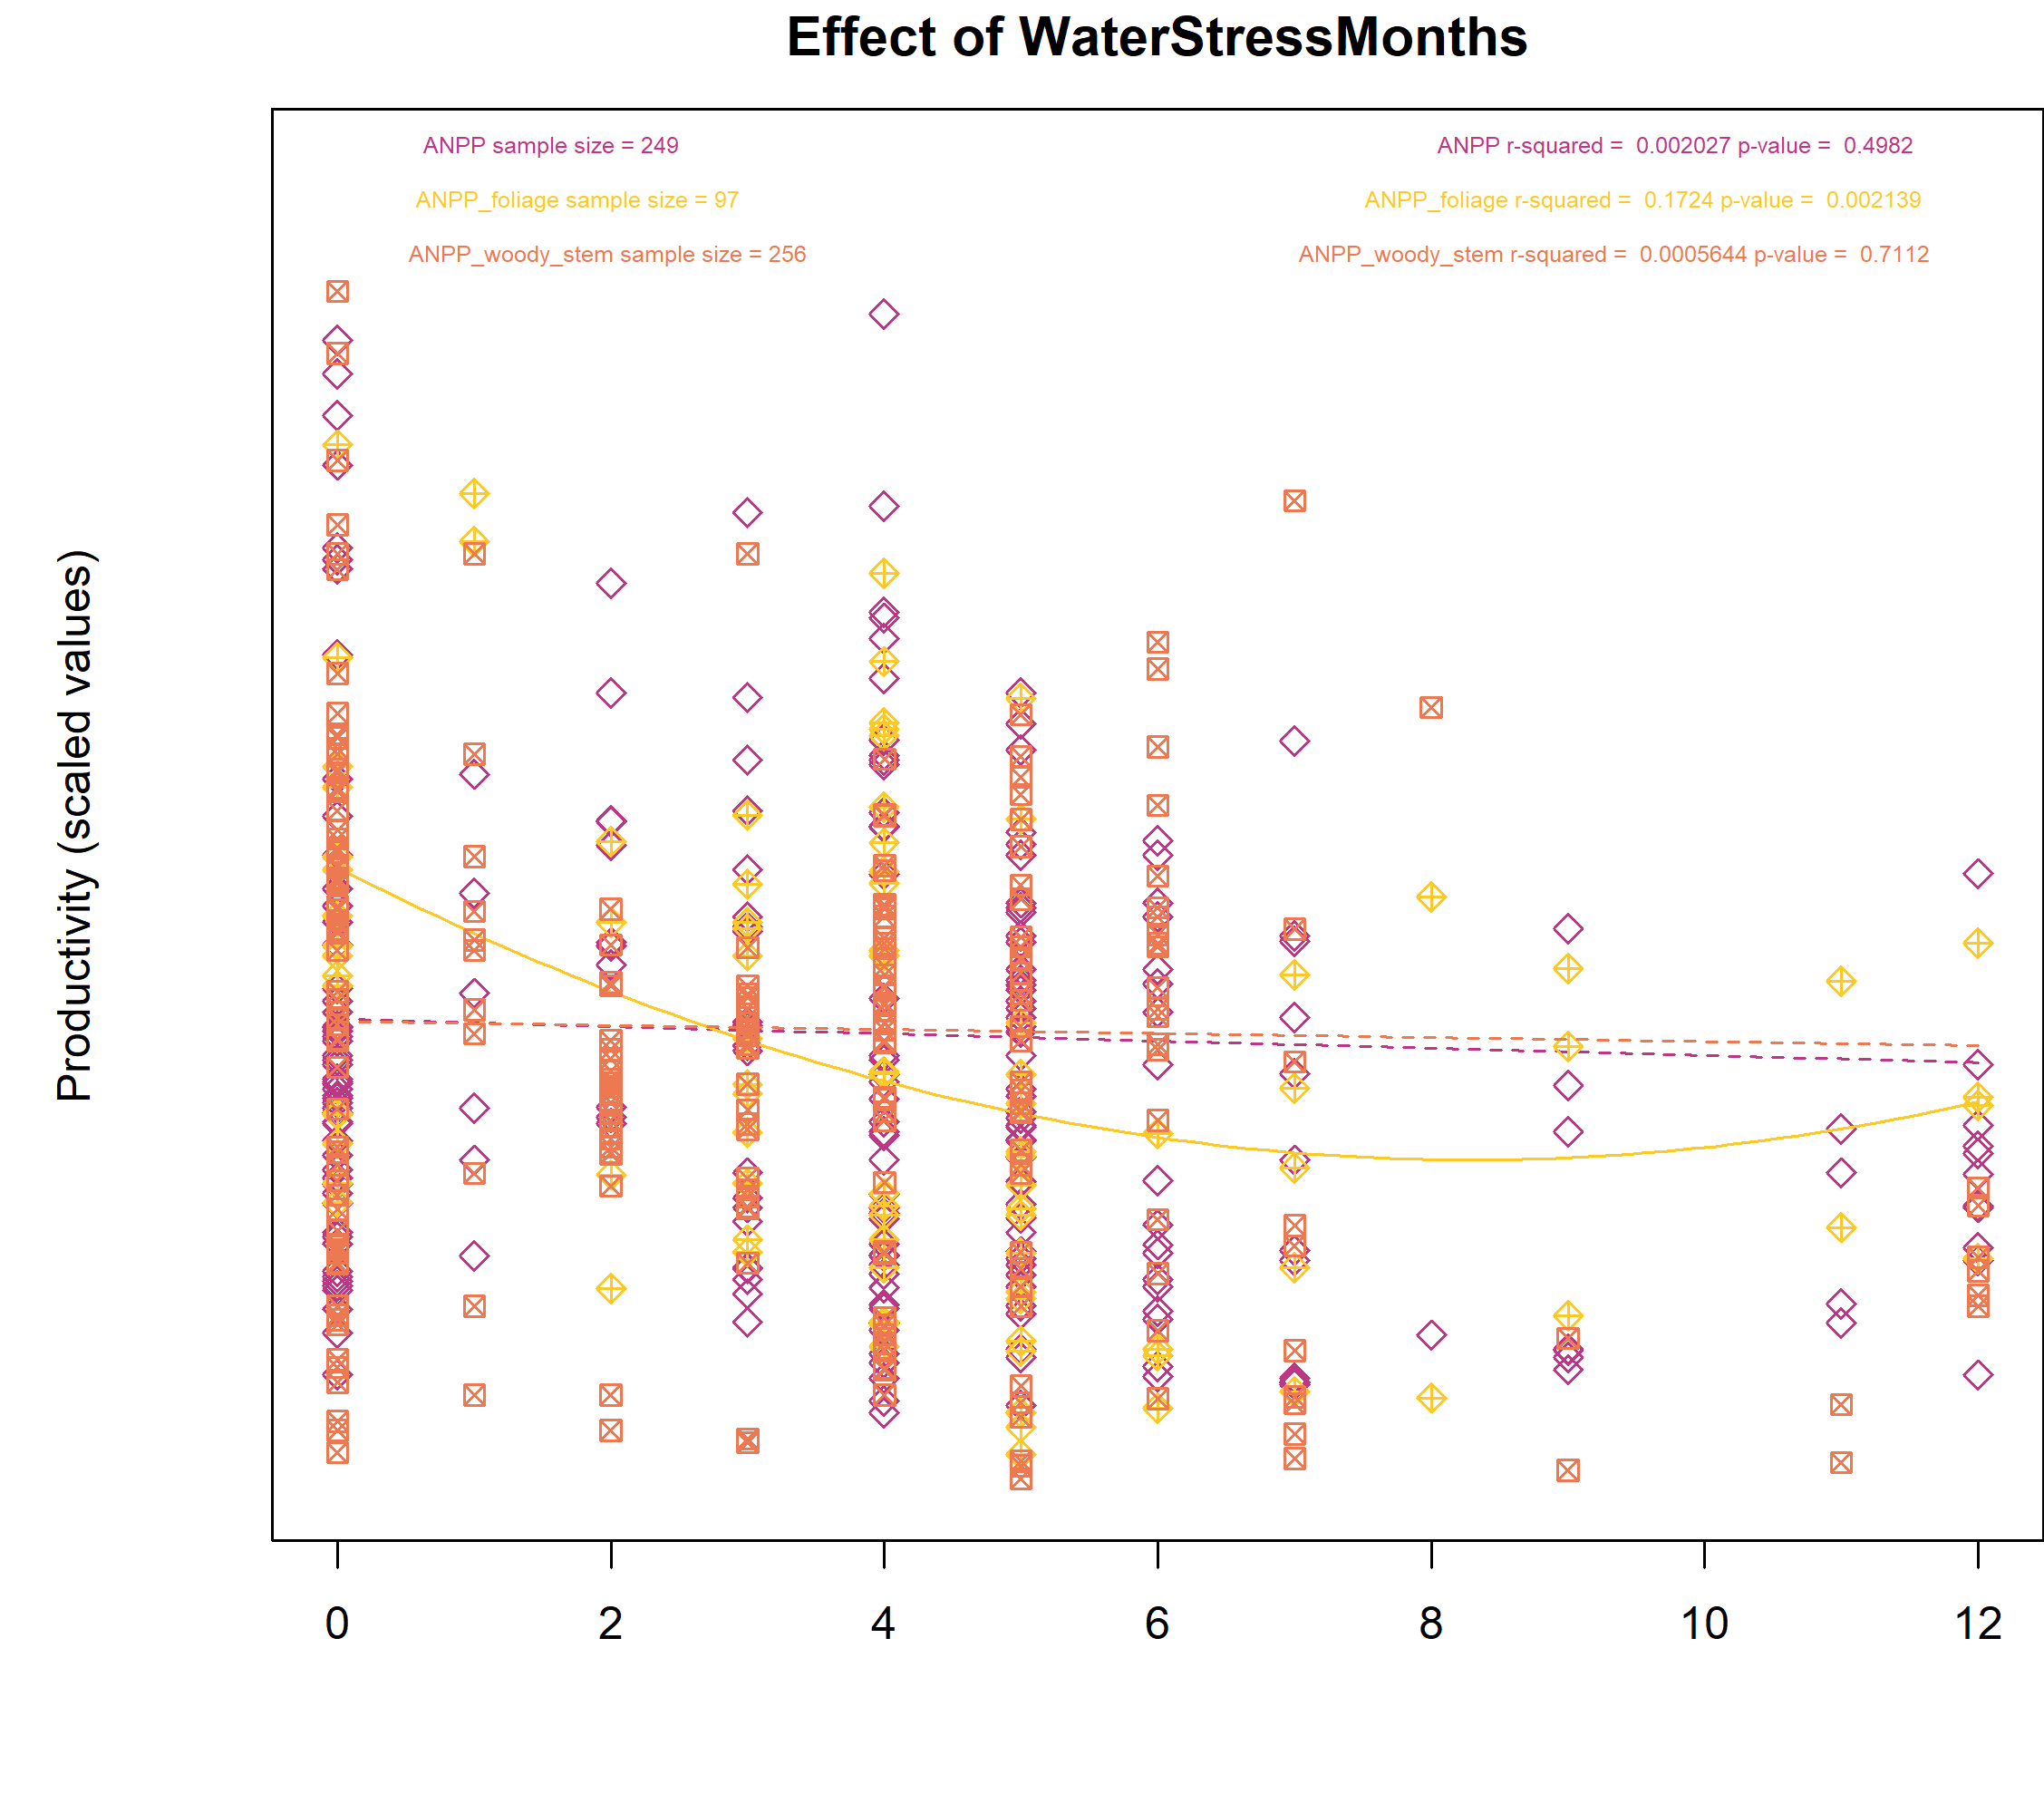 Effect of WaterStressMonths
ANPP sample size = 249
ANPP r-squared =  0.002027 p-value =  0.4982
ANPP_foliage sample size = 97
ANPP_foliage r-squared =  0.1724 p-value =  0.002139
ANPP_woody_stem sample size = 256
ANPP_woody_stem r-squared =  0.0005644 p-value =  0.7112
Productivity (scaled values)
0 2 4 6 8 10 12